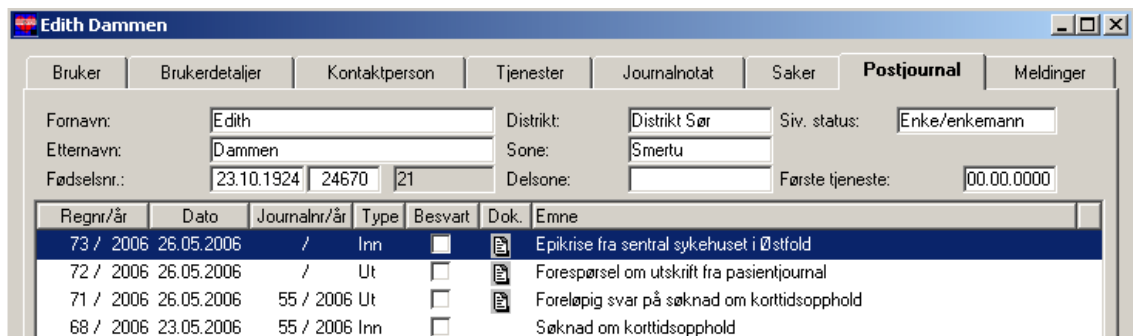 Edith Dammen
Bruker Brukerdetaljer Kontaktperson Tjenester Journalnotat Saker Postjournal Meldinger
Fornavn: Edith Distrikt: Distrikt Sør Siv. status: Enke/enkemann
Etternavn: Dammen Sone: Smertu
Fødselsnr.: 23.10.1924 24670 21 Delsone: Første tjeneste: 00.00.0000
Regnr/år Dato Journalnr/år Type Besvart Dok. Emne
73 / 2006 26.05.2006 / Inn Epikrise fra sentral sykehuset i Østfold
72 / 2006 26.05.2006 / Ut Forespørsel om utskrift fra pasientjournal
71 / 2006 26.05.2006 55 / 2006 Ut Foreløpig svar på søknad om korttidsopphold
68 / 2006 23.05.2006 55 / 2006 Inn Søknad om korttidsopphold